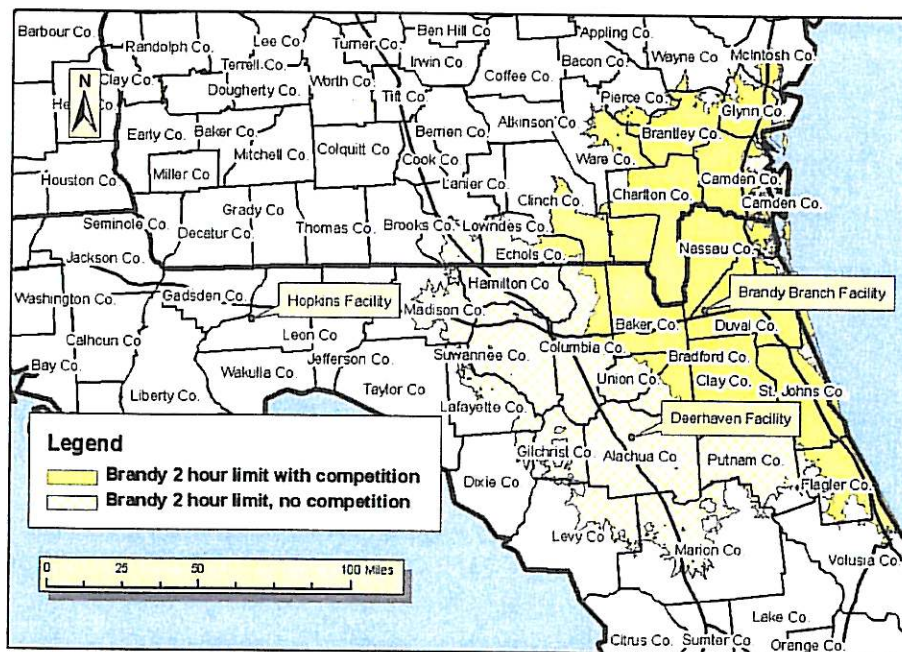 Barbour Co.
Randolph Co.
Clay Co.
Lee Co.
Terrell Co.
Dougherty Co.
Turner Co.
Worth Co.
Tift Co.
Ben Hill Co.
Irwin Co.
Coffee Co.
Appling Co.
Bacon Co.
Wayne Co.
McIntosh Co.
Pierce Co.
Glynn Co.
N
Early Co.
Baker Co.
Mitchell Co.
Miller Co
Colquitt Co.
Berrien Co.
Cook Co.
Atkinson Co.
Brantley Co.
Ware Co.
Houston Co.
Lanier Co.
Clinch Co.
Charlton Co.
Camden Co.
Camden Co.
Seminole Co.
Decatur Co.
Grady Co
Thomas Co.
Brooks Co.
Lowndes Co.
Echols Co.
Nassau Co.
Jackson Co.
Washington Co.
Gadsden Co.
Hopkins Facility
Madison Co.
Hamilton Co.
Brandy Branch Facility
Calhoun Co.
Leon Co
Jefferson Co.
Suwannee Co.
Columbia Co.
Baker Co.
Duval Co.
Bay Co.
Liberty Co.
Wakulla Co.
Taylor Co.
Lafayette Co.
Union Co.
Bradford Co.
Clay Co.
St. Johns Co
Deerhaven Facility
Legend
Brandy 2 hour limit with competition
Brandy 2 hour limit, no competition
Dixie Co.
Gilchrist Co.
Alachua Co.
Putnam Co.
Flagler Co.
Levy Co.
Marion Co.
Volusia Co.
0 25 50 100 Miles
Citrus Co.
Sumter Co.
Lake Co.
Orange Co.